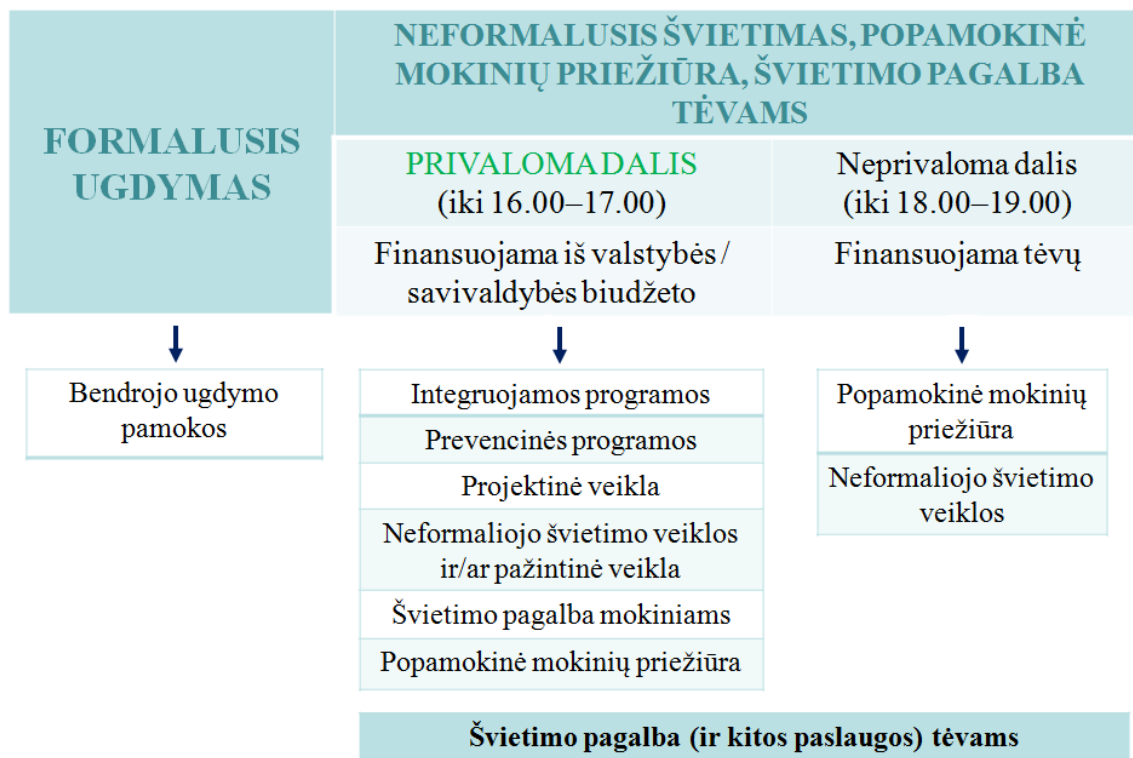 FORMALUSIS
UGDYMAS
NEFORMALUSIS ŠVIETIMAS, POPAMOKINĖ
MOKINIŲ PRIEŽIŪRA, ŠVIETIMO PAGALBA
TĖVAMS
PRIVALOMA DALIS
(iki 16.00–17.00)
Neprivaloma dalis
(iki 18.00–19.00)
Finansuojama iš valstybės /
savivaldybės biudžeto
Finansuojama tėvų
Bendrojo ugdymo
pamokos
Integruojamos programos
Prevencinės programos
Projektinė veikla
Neformaliojo švietimo veiklos
ir/ar pažintinė veikla
Švietimo pagalba mokiniams
Popamokinė mokinių priežiūra
Popamokinė mokinių
priežiūra
Neformaliojo švietimo
veiklos
Švietimo pagalba (ir kitos paslaugos) tėvams